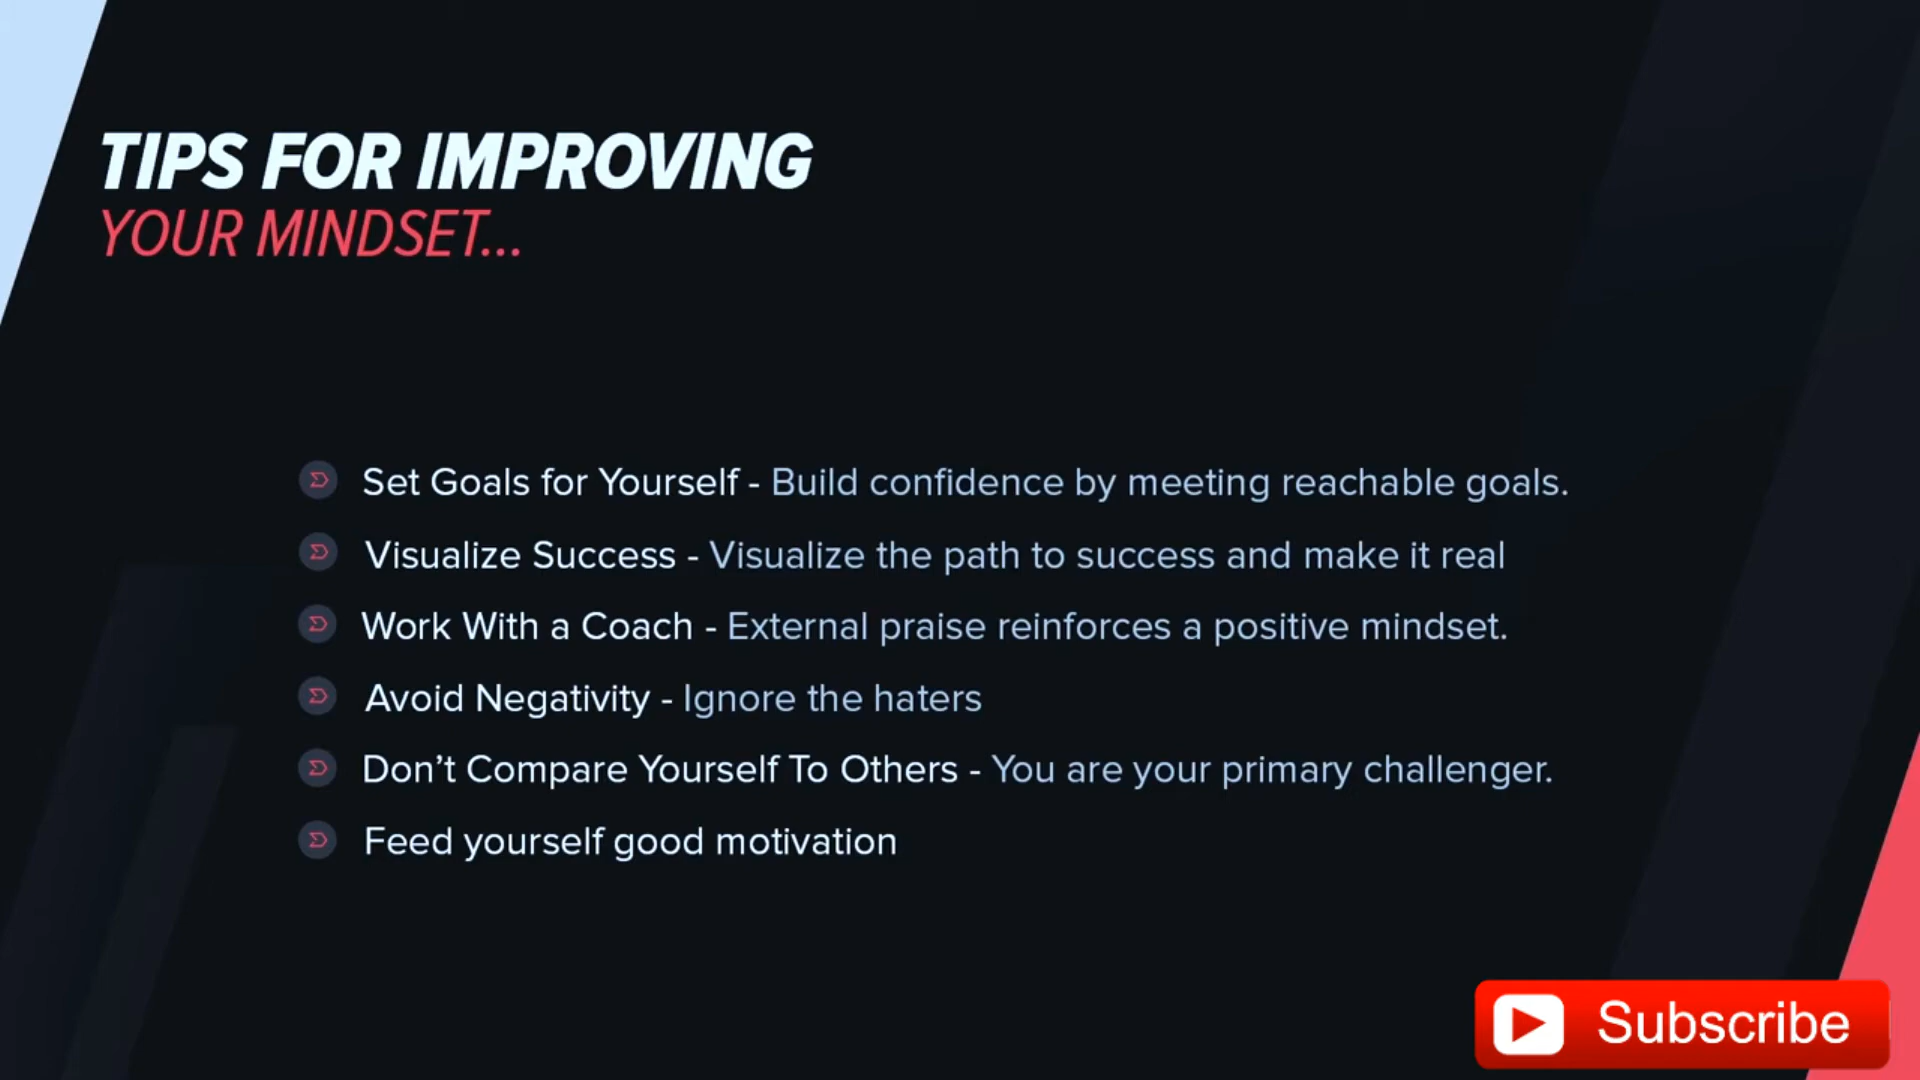 TIPS FOR IMPROVING
YOUR MINDSET...
Set Goals for Yourself - Build confidence by meeting reachable goals.
Visualize Success - Visualize the path to success and make it real
Work With a Coach - External praise reinforces a positive mindset.
Avoid Negativity - Ignore the haters
Don’t Compare Yourself To Others - You are your primary challenger.
Feed yourself good motivation
Subscribe